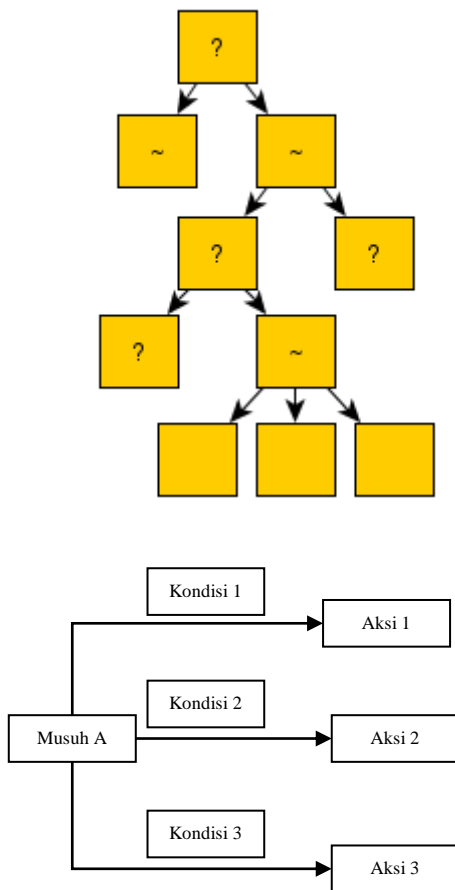 ?
~ ~
? ?
? ~
Kondisi 1
Aksi 1
Kondisi 2
Musuh A
Aksi 2
Kondisi 3
Aksi 3